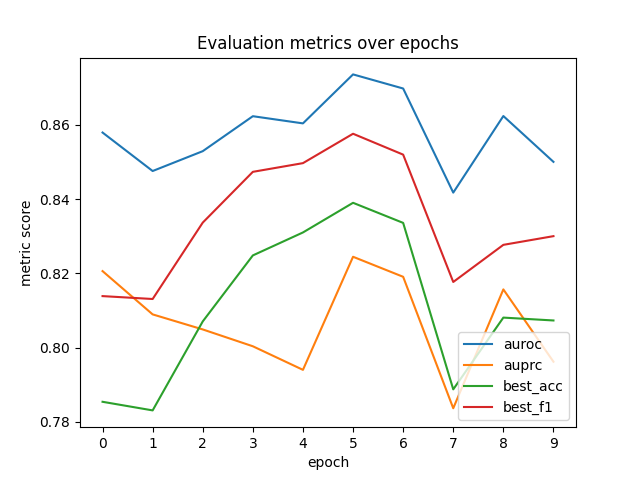 Evaluation metrics over epochs
metric score
0.86
0.84
0.82
0.80
0.78
auroc
auprc
best_acc
best_f1
0 1 2 3 4 5 6 7 8 9
epoch